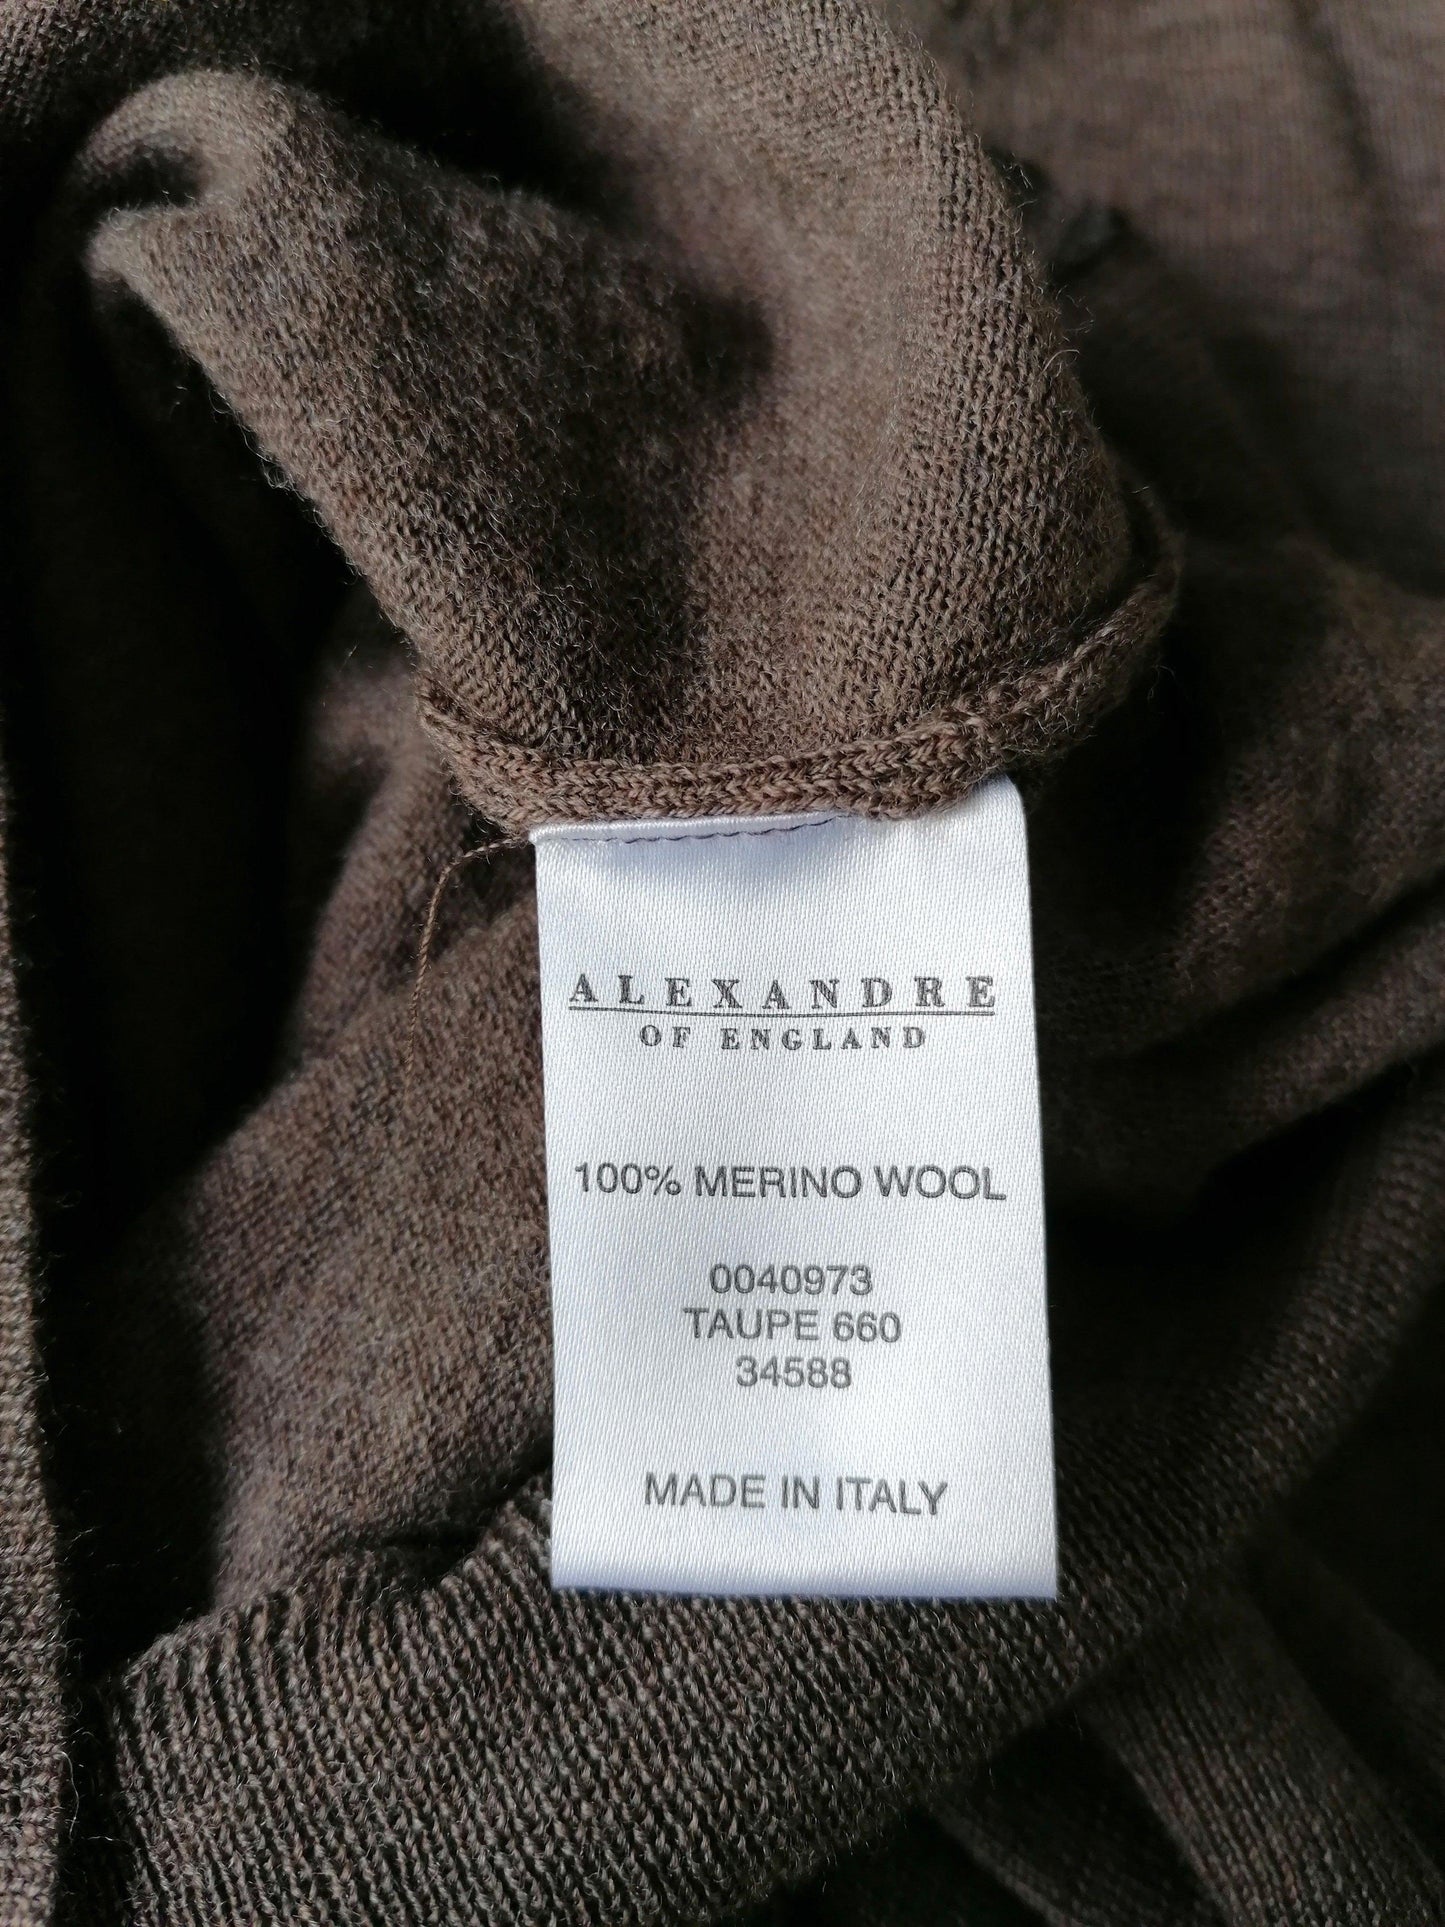 ALEXANDRE
OF ENGLAND
100% MERINO WOOL
0040973
TAUPE 660
34588
MADE IN ITALY